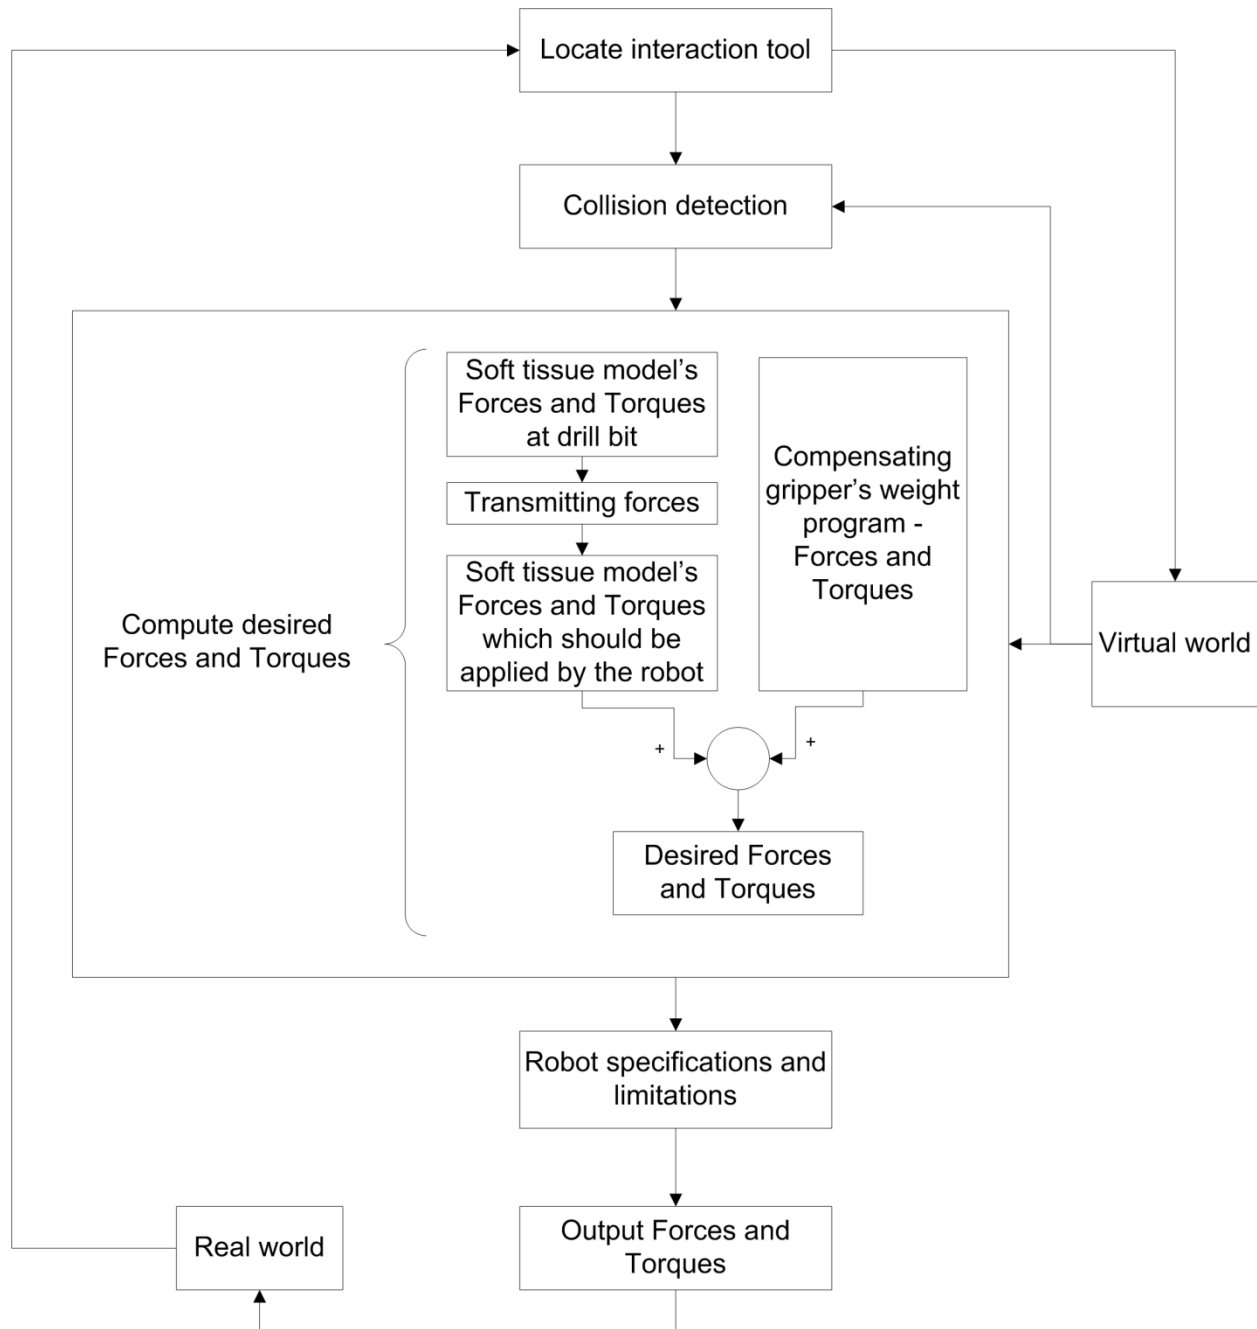 Locate interaction tool
Collision detection
Soft tissue model's
Forces and Torques
at drill bit
Transmitting forces
Soft tissue model's
Forces and Torques
which should be
applied by the robot
Compensating
gripper's weight
program -
Forces and
Torques
Compute desired
Forces and Torques
Virtual world
+
+
Desired Forces
and Torques
Robot specifications and
limitations
Real world
Output Forces and
Torques